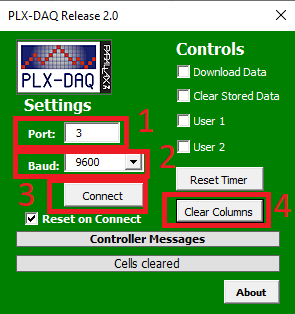 PLX-DAQ Release 2.0
PARALLAX
PLX-DAQ
Settings
Port: 3
1
Baud: 9600
2
3
Connect
Reset on Connect
Controls
Download Data
Clear Stored Data
User 1
User 2
Reset Timer
Clear Columns
4
Controller Messages
Cells cleared
About